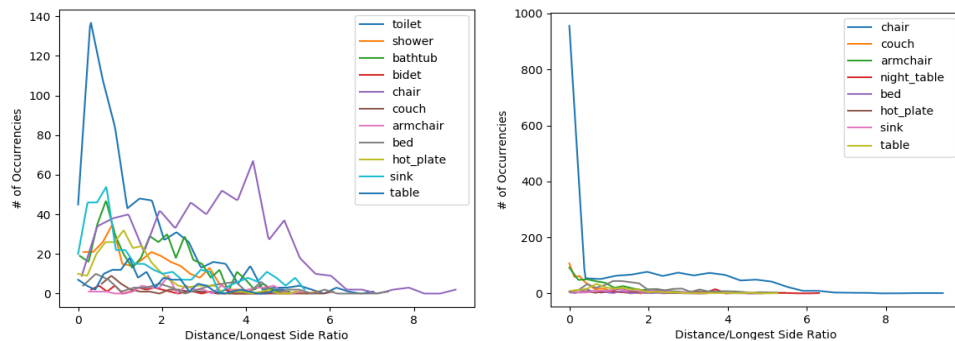 140
120
100
80
60
40
20
0
# of Occurrencies
0
2
4
6
8
Distance/Longest Side Ratio
toilet
shower
bathtub
bidet
chair
couch
armchair
bed
hot_plate
sink
table
1000
800
600
400
200
0
# of Occurrencies
0
2
4
6
8
Distance/Longest Side Ratio
chair
couch
armchair
night_table
bed
hot_plate
sink
table